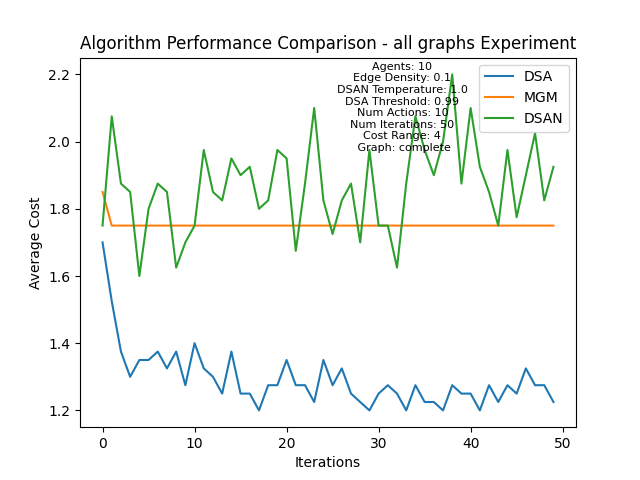 Algorithm Performance Comparison - all graphs Experiment
Agents: 10
Edge Density: 0.1
DSAN Temperature: 1.0
DSA Threshold: 0.99
Num Actions: 10
Num Iterations: 50
Cost Range: 4
Graph: complete
DSA
MGM
DSAN
Average Cost
2.2
2.0
1.8
1.6
1.4
1.2
0 10 20 30 40 50
Iterations